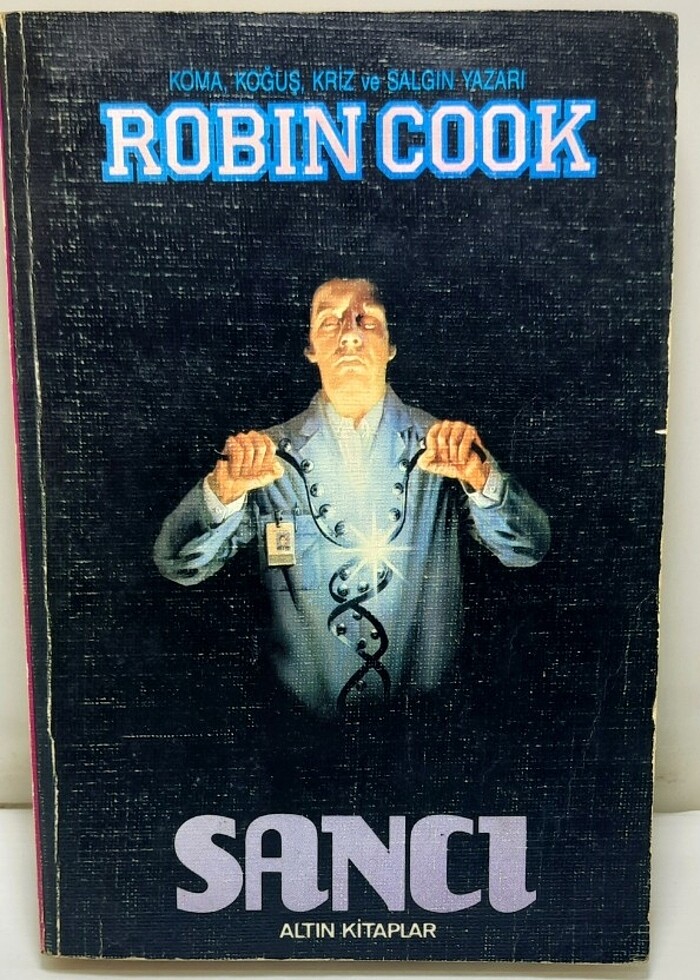 KOMA, KOĞUŞ, KRİZ ve SALGIN YAZARI
ROBIN COOK
SANCI
ALTIN KİTAPLAR